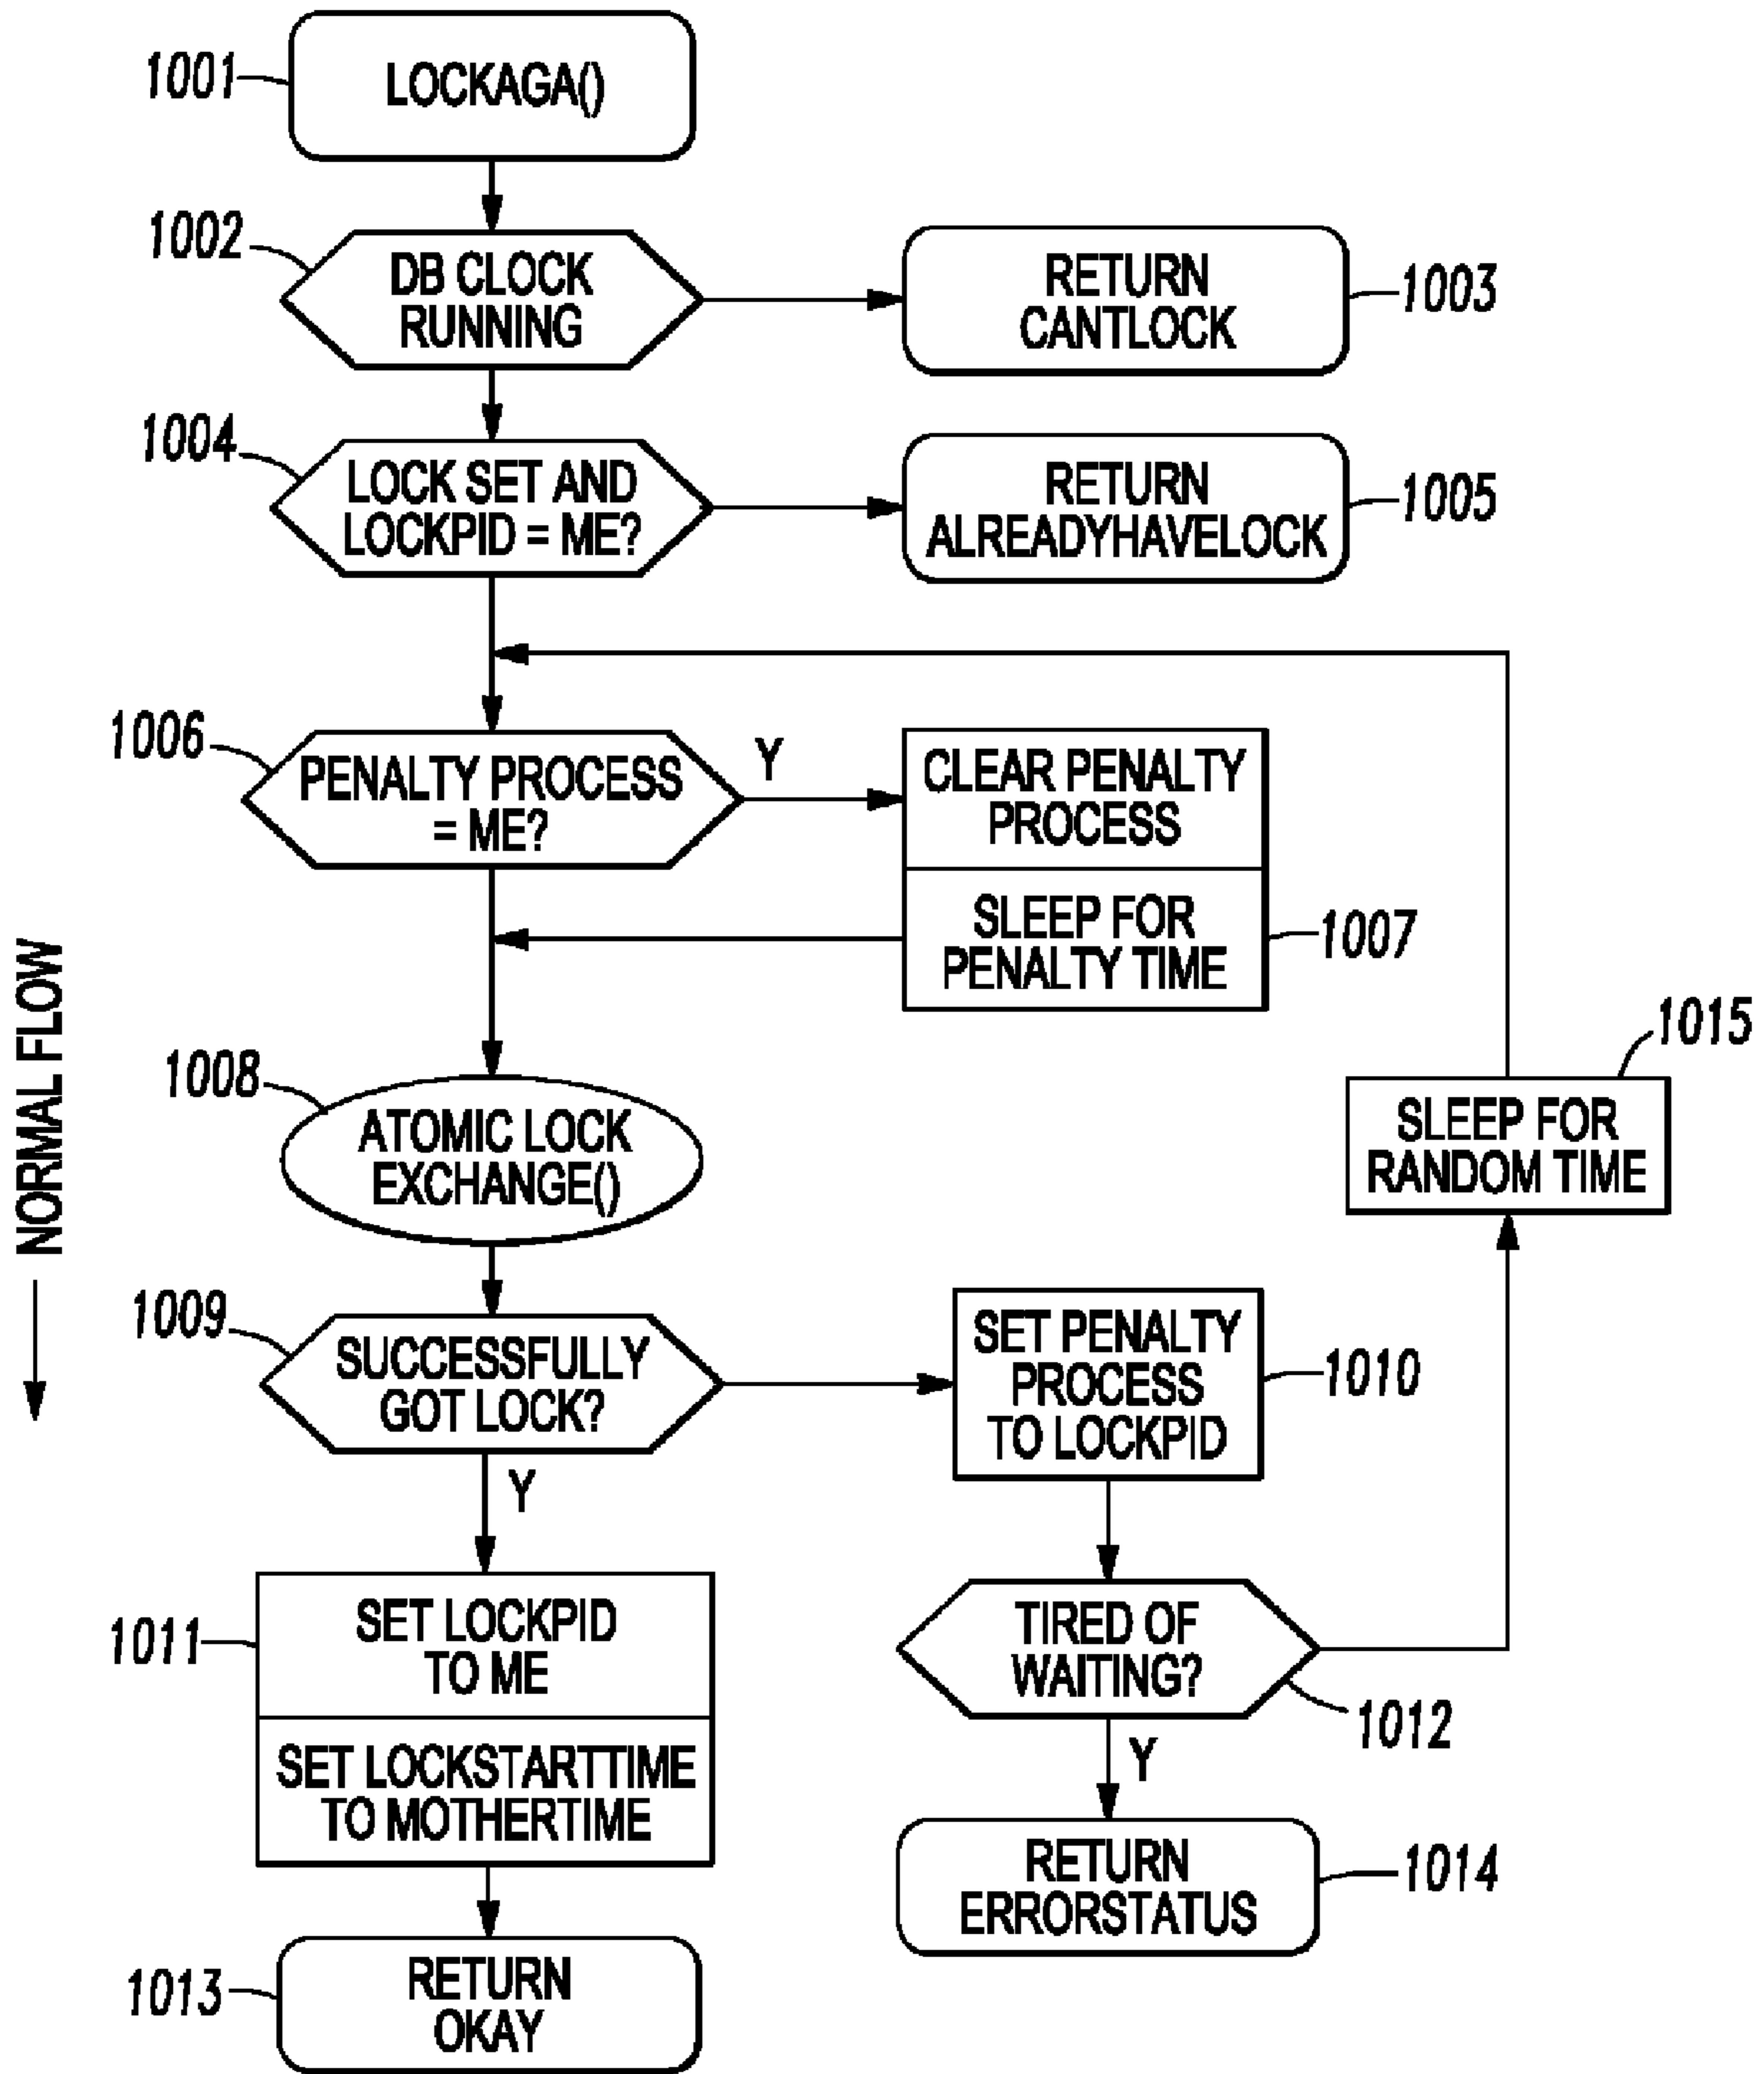 1001
LOCKAGA()
1002
DB CLOCK
RUNNING
RETURN
CANTLOCK
1003
1004
LOCK SET AND
LOCKPID = ME?
RETURN
ALREADYHAVELOCK
1005
1006
PENALTY PROCESS
= ME?
Y
CLEAR PENALTY
PROCESS
SLEEP FOR
PENALTY TIME
1007
NORMAL FLOW
1008
ATOMIC LOCK
EXCHANGE()
1015
SLEEP FOR
RANDOM TIME
1009
SUCCESSFULLY
GOT LOCK?
SET PENALTY
PROCESS
TO LOCKPID
1010
Y
1011
SET LOCKPID
TO ME
SET LOCKSTARTTIME
TO MOTHERTIME
TIRED OF
WAITING?
1012
Y
RETURN
ERRORSTATUS
1014
1013
RETURN
OKAY